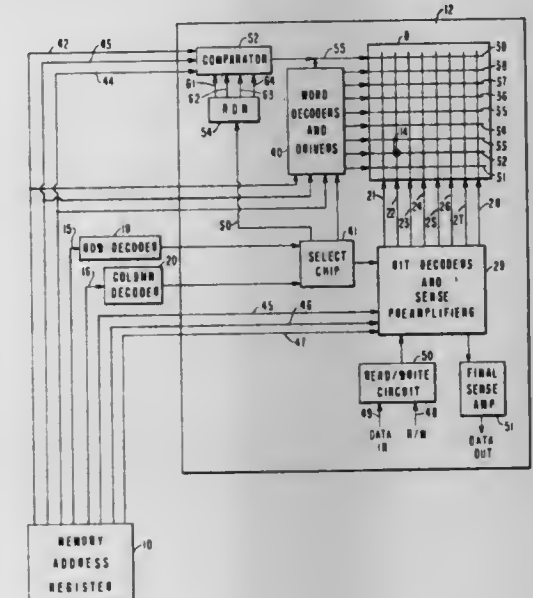 12
42
43
44
52
COMPARATOR
55
8
61
62
63
64
ROM
54
WORD
DECODERS
AND
DRIVERS
40
50
58
57
56
55
54
53
52
51
14
21
22
23
24
25
26
27
28
15
ROW DECODER
19
16
COLUMN
DECODER
20
50
41
SELECT
CHIP
BIT DECODERS
AND
SENSE
PREAMPLIFIERS
29
45
46
47
READ/WRITE
CIRCUIT
50
49
48
DATA
IN
R/W
FINAL
SENSE
AMP
51
DATA
OUT
MEMORY
ADDRESS
REGISTER
10